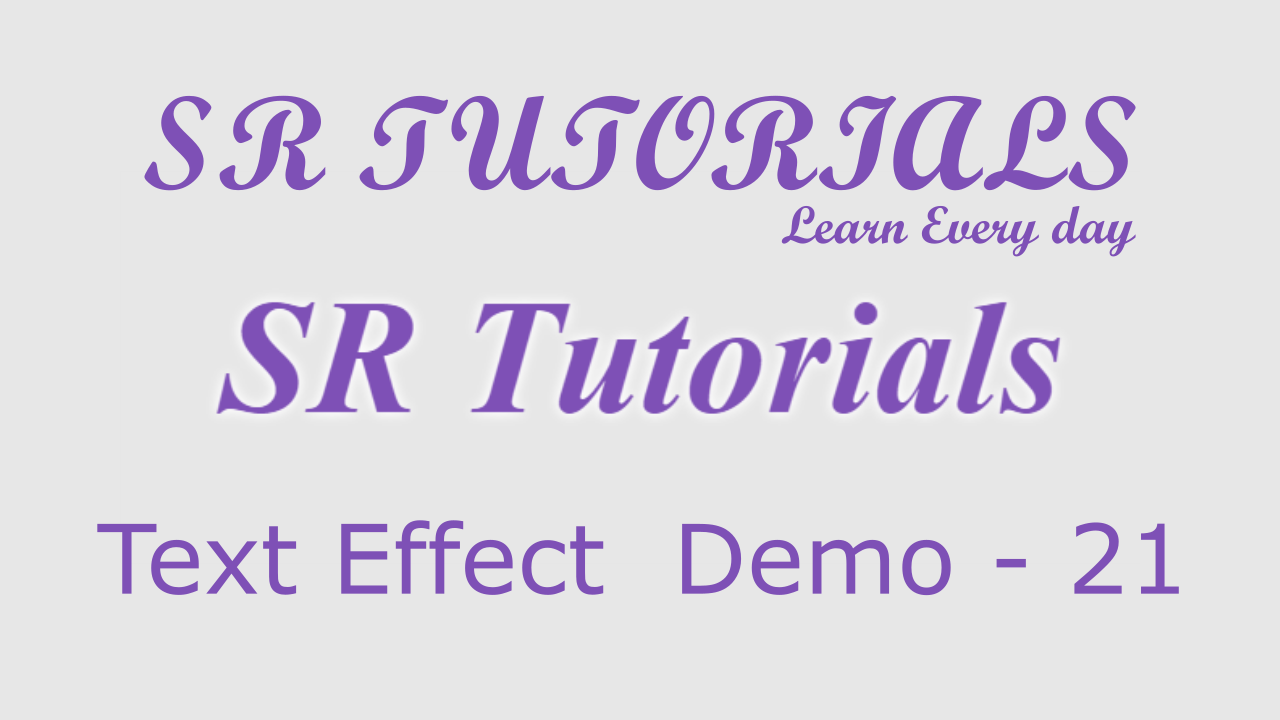 SR TUTORIALS
Learn Every day
SR Tutorials
Text Effect  Demo - 21